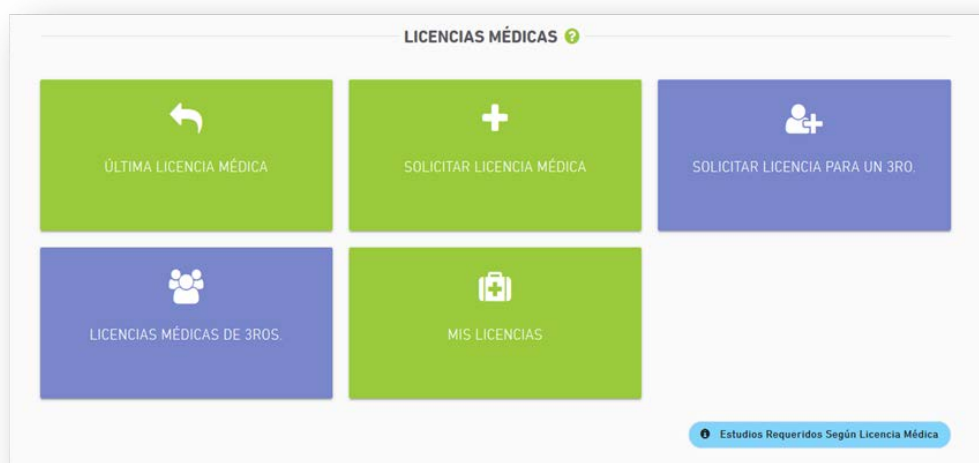 LICENCIAS MÉDICAS ?
ÚLTIMA LICENCIA MÉDICA
SOLICITAR LICENCIA MÉDICA
SOLICITAR LICENCIA PARA UN 3RO.
LICENCIAS MÉDICAS DE 3ROS.
MIS LICENCIAS
Estudios Requeridos Según Licencia Médica